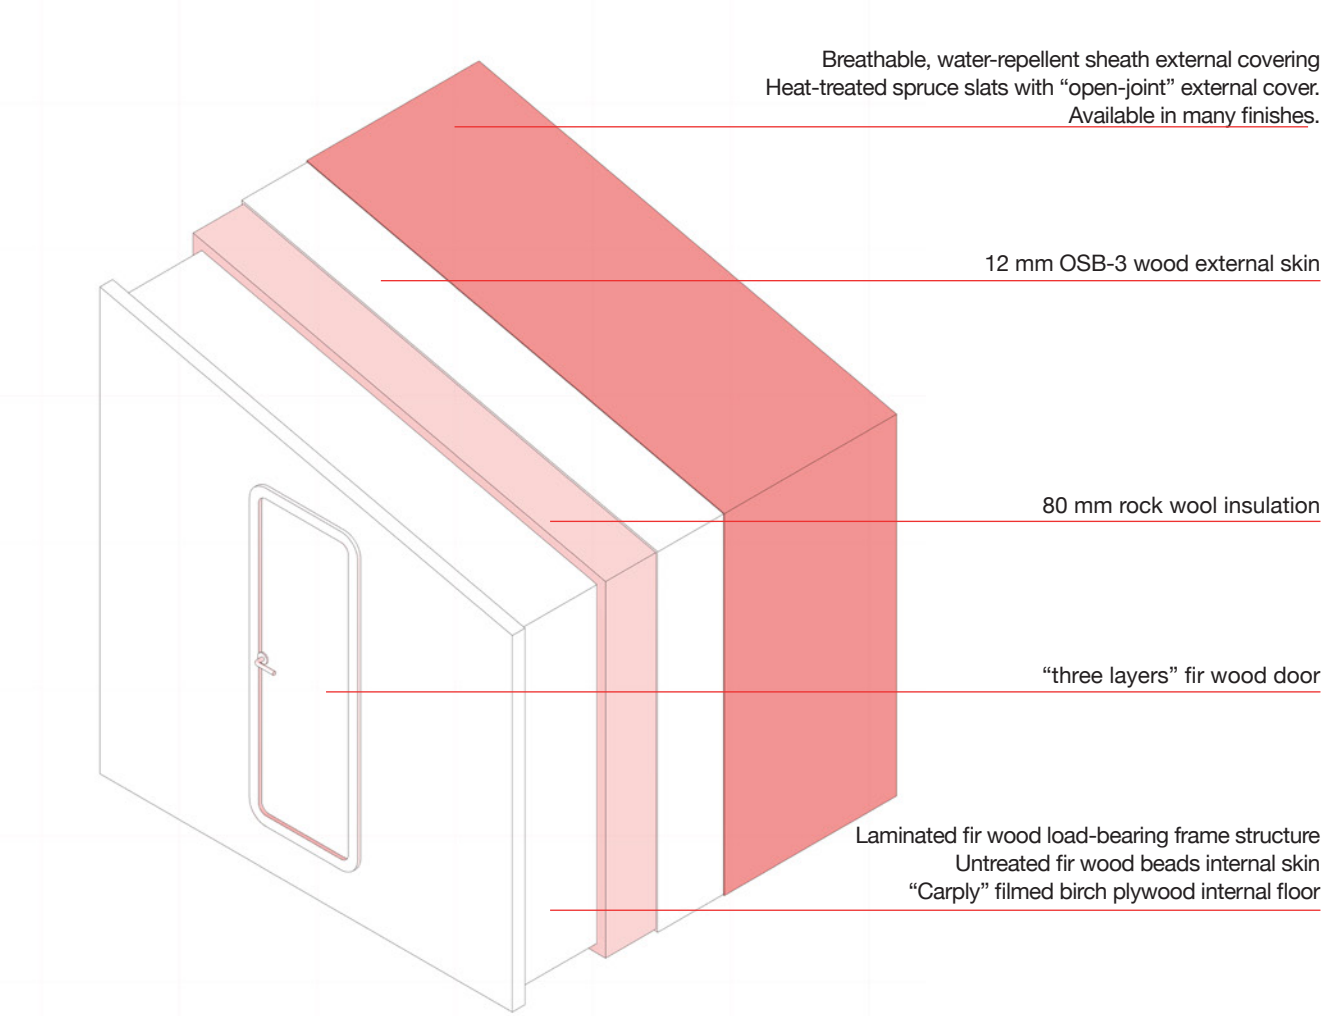 Breathable, water-repellent sheath external covering
Heat-treated spruce slats with “open-joint” external cover.
Available in many finishes.
12 mm OSB-3 wood external skin
80 mm rock wool insulation
“three layers” fir wood door
Laminated fir wood load-bearing frame structure
Untreated fir wood beads internal skin
“Carply” filmed birch plywood internal floor